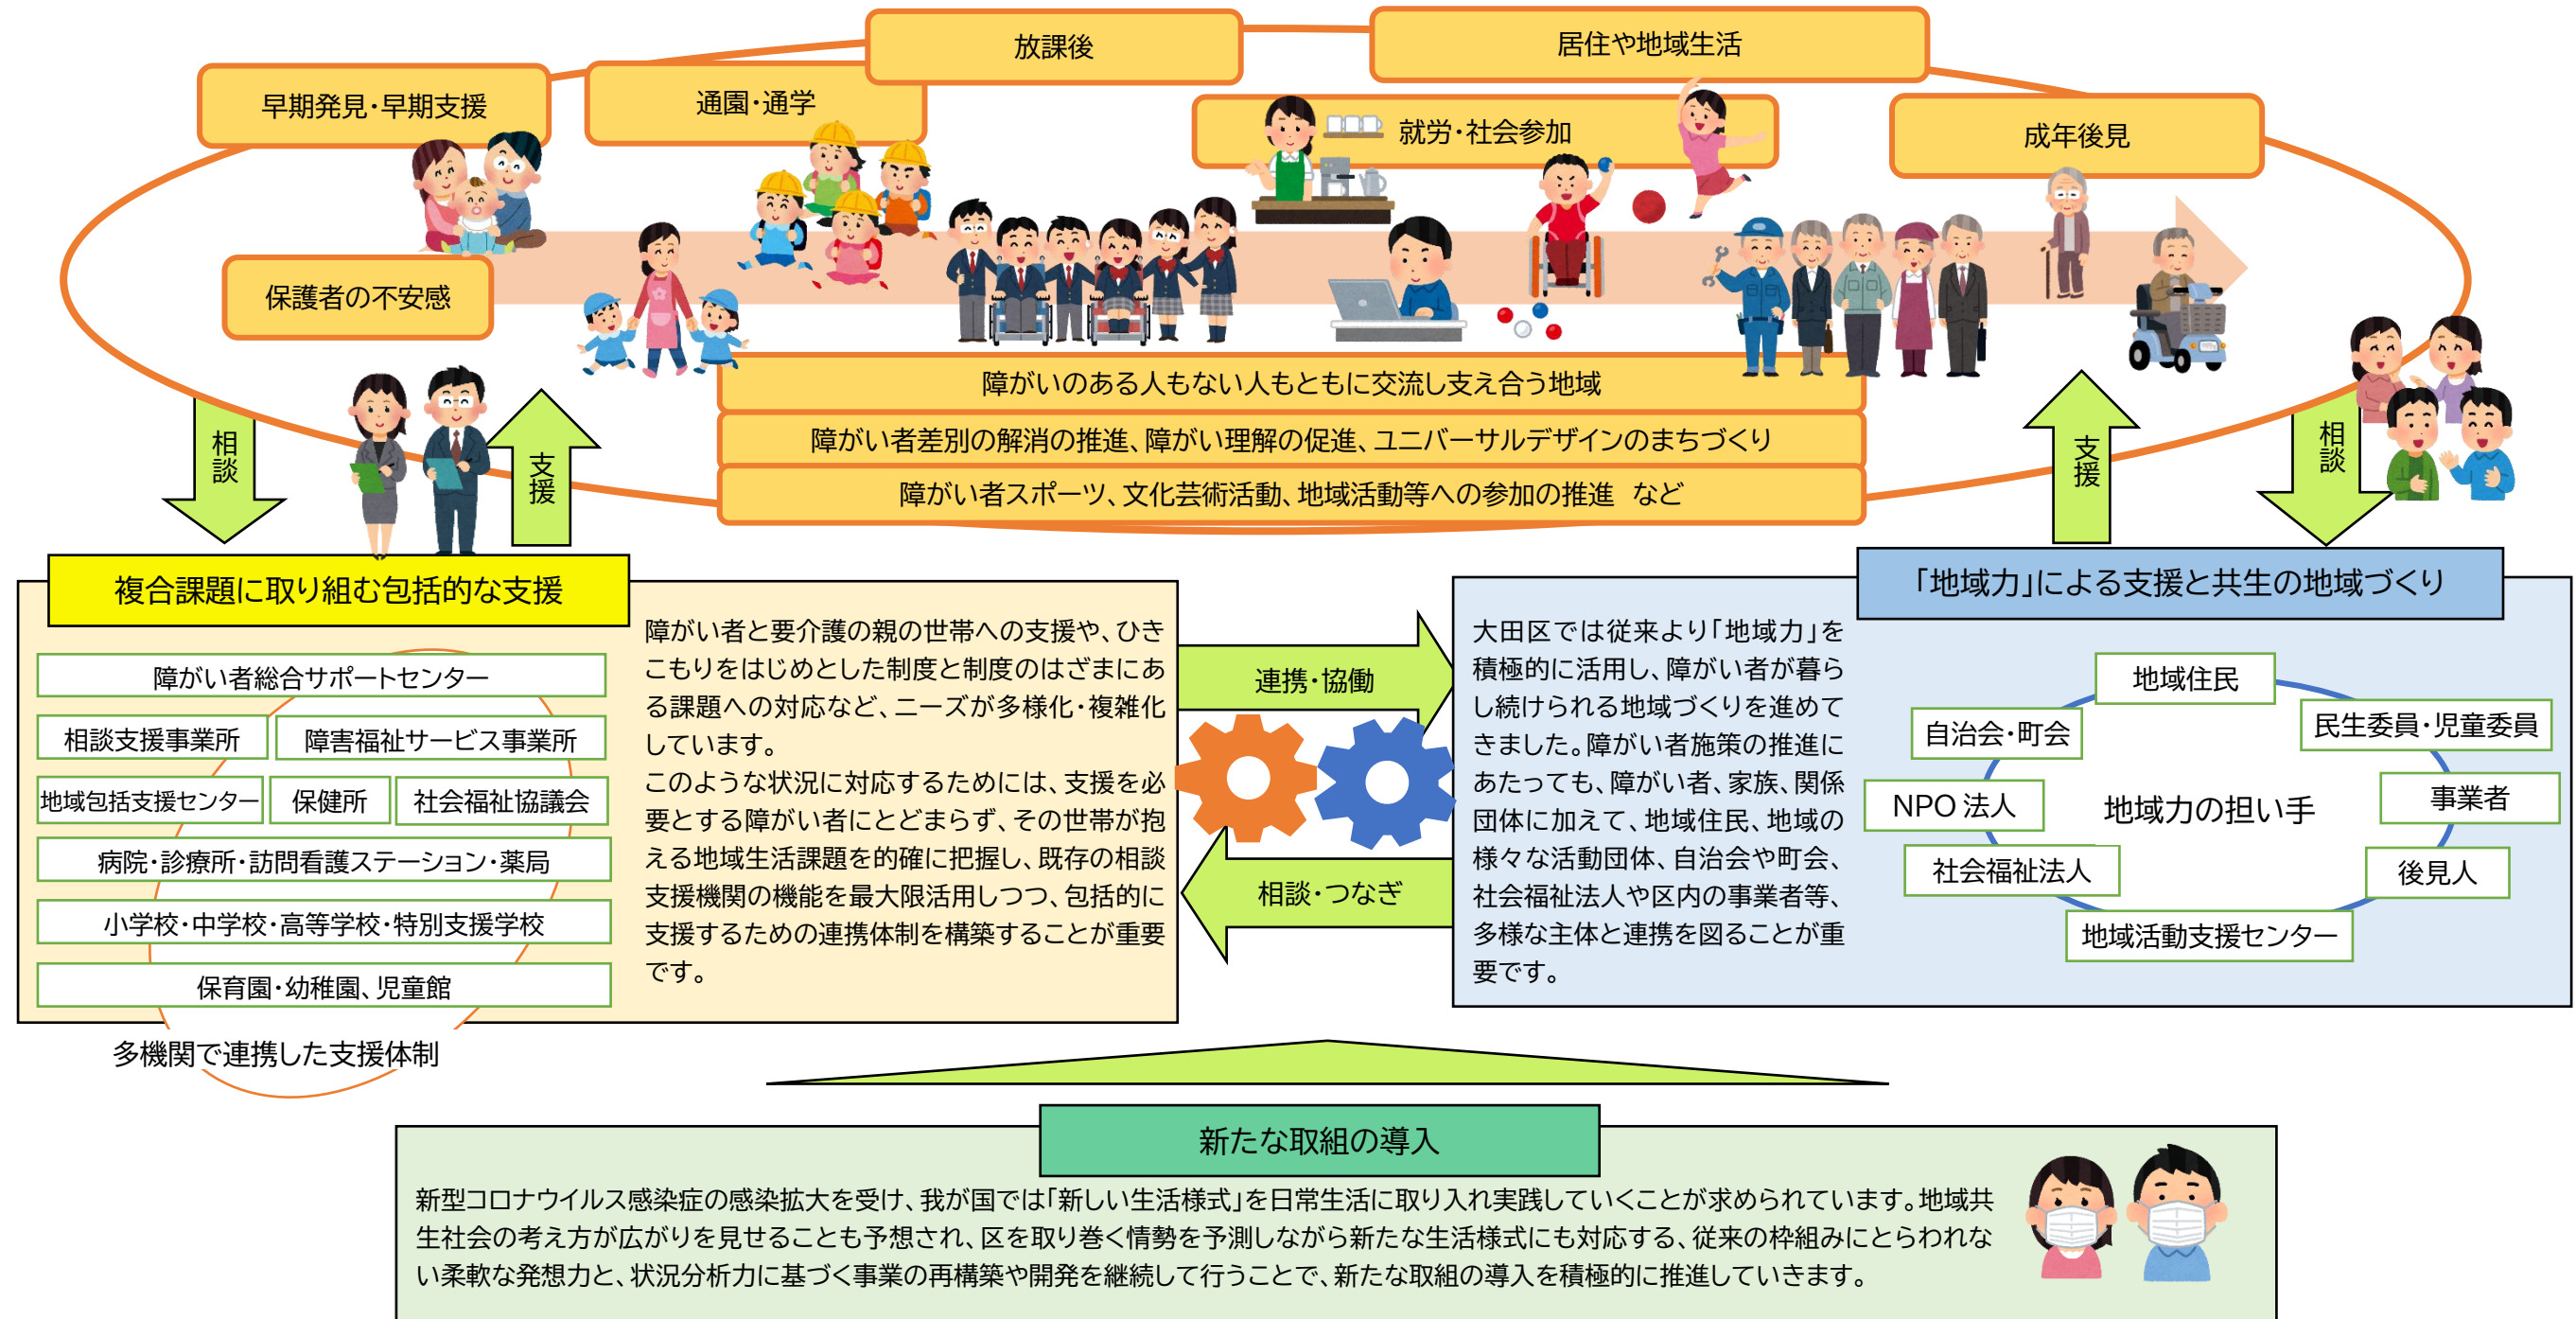 放課後
居住や地域生活
早期発見・早期支援
通園・通学
就労・社会参加
成年後見
保護者の不安感
障がいのある人もない人もともに交流し支え合う地域
障がい者差別の解消の推進、障がい理解の促進、ユニバーサルデザインのまちづくり
障がい者スポーツ、文化芸術活動、地域活動等への参加の推進 など
相談
支援
支援
相談
複合課題に取り組む包括的な支援
障がい者総合サポートセンター
相談支援事業所
障害福祉サービス事業所
地域包括支援センター
保健所
社会福祉協議会
病院・診療所・訪問看護ステーション・薬局
小学校・中学校・高等学校・特別支援学校
保育園・幼稚園、児童館
多機関で連携した支援体制
障がい者と要介護の親の世帯への支援や、ひき
こもりをはじめとした制度と制度のはざまにあ
る課題への対応など、ニーズが多様化・複雑化
しています。
このような状況に対応するためには、支援を必
要とする障がい者にとどまらず、その世帯が抱
える地域生活課題を的確に把握し、既存の相談
支援機関の機能を最大限活用しつつ、包括的に
支援するための連携体制を構築することが重要
です。
連携・協働
相談・つなぎ
「地域力」による支援と共生の地域づくり
大田区では従来より「地域力」を
積極的に活用し、障がい者が暮ら
し続けられる地域づくりを進めて
きました。障がい者施策の推進に
あたっても、障がい者、家族、関係
団体に加えて、地域住民、地域の
様々な活動団体、自治会や町会、
社会福祉法人や区内の事業者等、
多様な主体と連携を図ることが重
要です。
地域住民
自治会・町会
民生委員・児童委員
NPO 法人
地域力の担い手
事業者
社会福祉法人
後見人
地域活動支援センター
新たな取組の導入
新型コロナウイルス感染症の感染拡大を受け、我が国では「新しい生活様式」を日常生活に取り入れ実践していくことが求められています。地域共
生社会の考え方が広がりを見せることも予想され、区を取り巻く情勢を予測しながら新たな生活様式にも対応する、従来の枠組みにとらわれな
い柔軟な発想力と、状況分析力に基づく事業の再構築や開発を継続して行うことで、新たな取組の導入を積極的に推進していきます。